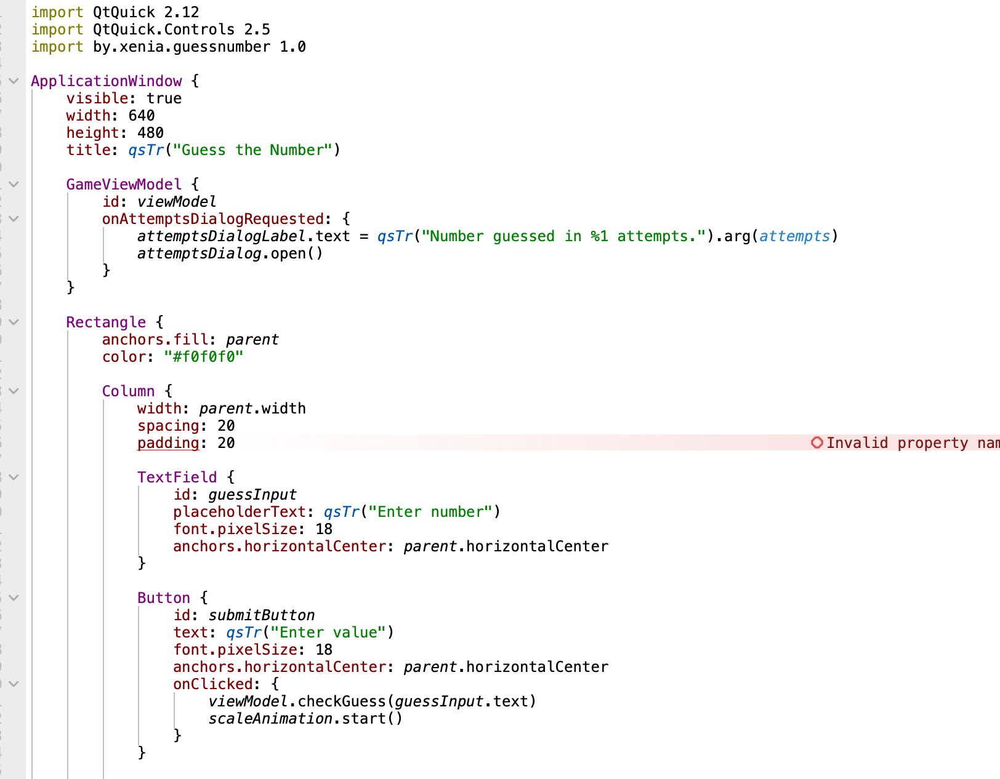 import QtQuick 2.12
import QtQuick.Controls 2.5
import by.xenia.guessnumber 1.0
ApplicationWindow {
visible: true
width: 640
height: 480
title: qsTr("Guess the Number")
GameViewModel {
id: viewModel
onAttemptsDialogRequested: {
attemptsDialogLabel.text = qsTr("Number guessed in %1 attempts.").arg(attempts)
attemptsDialog.open()
}
}
Rectangle {
anchors.fill: parent
color: "#f0f0f0"
Column {
width: parent.width
spacing: 20
padding: 20 Invalid property
TextField {
id: guessInput
placeholderText: qsTr("Enter number")
font.pixelSize: 18
anchors.horizontalCenter: parent.horizontalCenter
}
Button {
id: submitButton
text: qsTr("Enter value")
font.pixelSize: 18
anchors.horizontalCenter: parent.horizontalCenter
onClicked: {
viewModel.checkGuess(guessInput.text)
scaleAnimation.start()
}
}